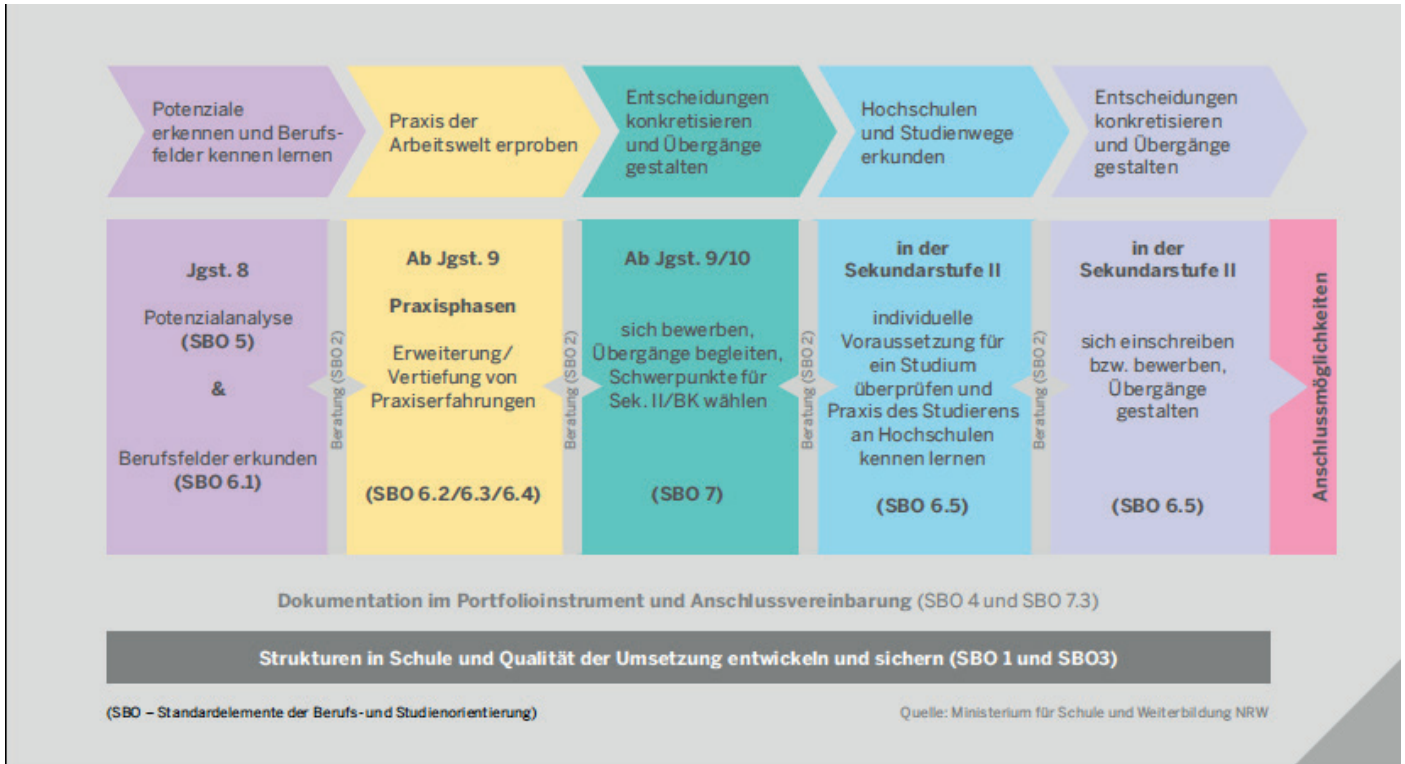 Potenziale
erkennen und Berufs-
felder kennen lernen
Praxis der
Arbeitswelt erproben
Entscheidungen
konkretisieren
und Übergänge
gestalten
Hochschulen
und Studienwege
erkunden
Entscheidungen
konkretisieren
und Übergänge
gestalten
Jgst. 8
Potenzialanalyse
(SBO 5)
&
Berufsfelder erkunden
(SBO 6.1)
Beratung (SBO 2)
Ab Jgst. 9
Praxisphasen
Erweiterung/
Vertiefung von
Praxiserfahrungen
(SBO 6.2/6.3/6.4)
Beratung (SBO 2)
Ab Jgst. 9/10
sich bewerben,
Übergänge begleiten,
Schwerpunkte für
Sek. II/BK wählen
(SBO 7)
Beratung (SBO 2)
in der
Sekundarstufe II
individuelle
Voraussetzung für
ein Studium
überprüfen und
Praxis des Studierens
an Hochschulen
kennen lernen
(SBO 6.5)
Beratung (SBO 2)
in der
Sekundarstufe II
sich einschreiben
bzw. bewerben,
Übergänge
gestalten
(SBO 6.5)
Anschlussmöglichkeiten
Dokumentation im Portfolioinstrument und Anschlussvereinbarung (SBO 4 und SBO 7.3)
Strukturen in Schule und Qualität der Umsetzung entwickeln und sichern (SBO 1 und SBO3)
(SBO – Standardelemente der Berufs- und Studienorientierung)
Quelle: Ministerium für Schule und Weiterbildung NRW